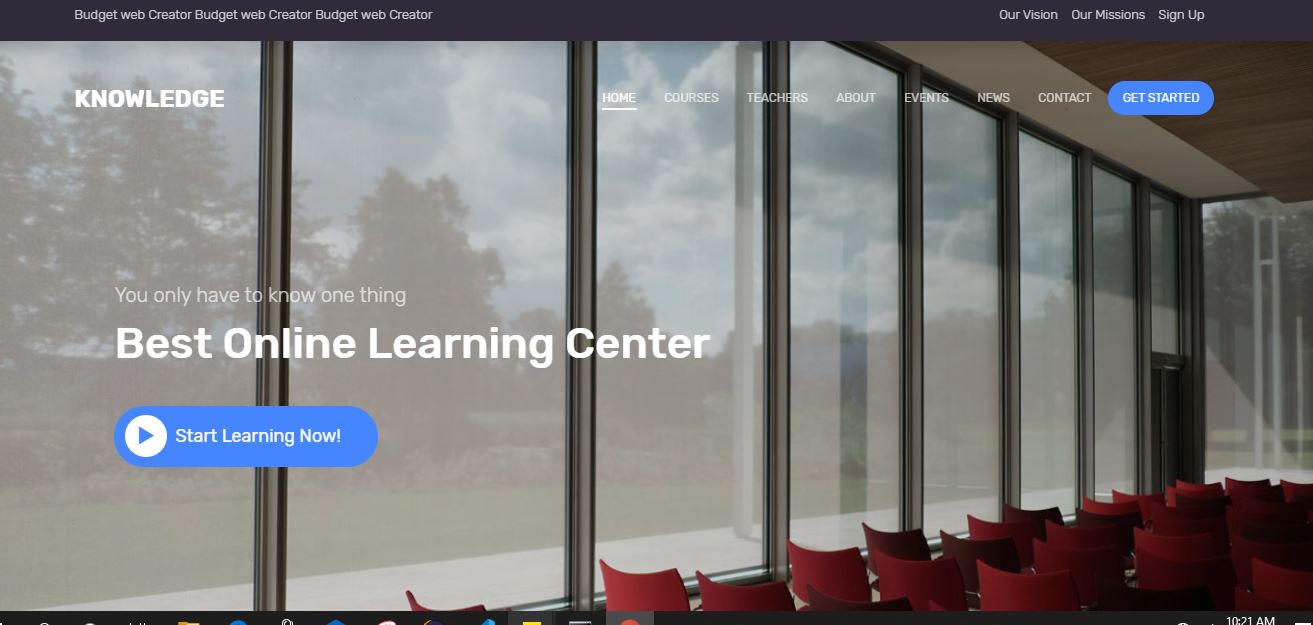 Budget web Creator Budget web Creator Budget web Creator
Our Vision Our Missions Sign Up
KNOWLEDGE
HOME COURSES TEACHERS ABOUT EVENTS NEWS CONTACT GET STARTED
You only have to know one thing
Best Online Learning Center
Start Learning Now!
10:21 AM